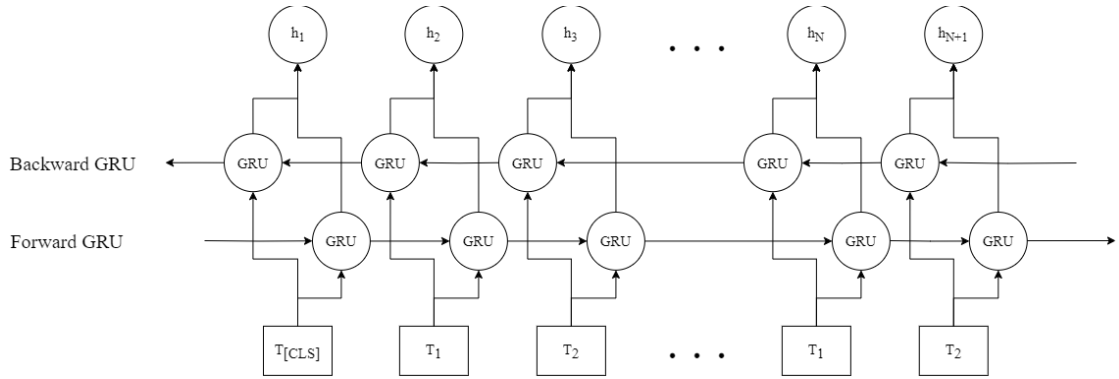 h1 h2 h3 . . . hN hN+1
Backward GRU GRU GRU GRU GRU GRU
Forward GRU GRU GRU GRU GRU GRU
T[CLS] T1 T2 . . . T1 T2